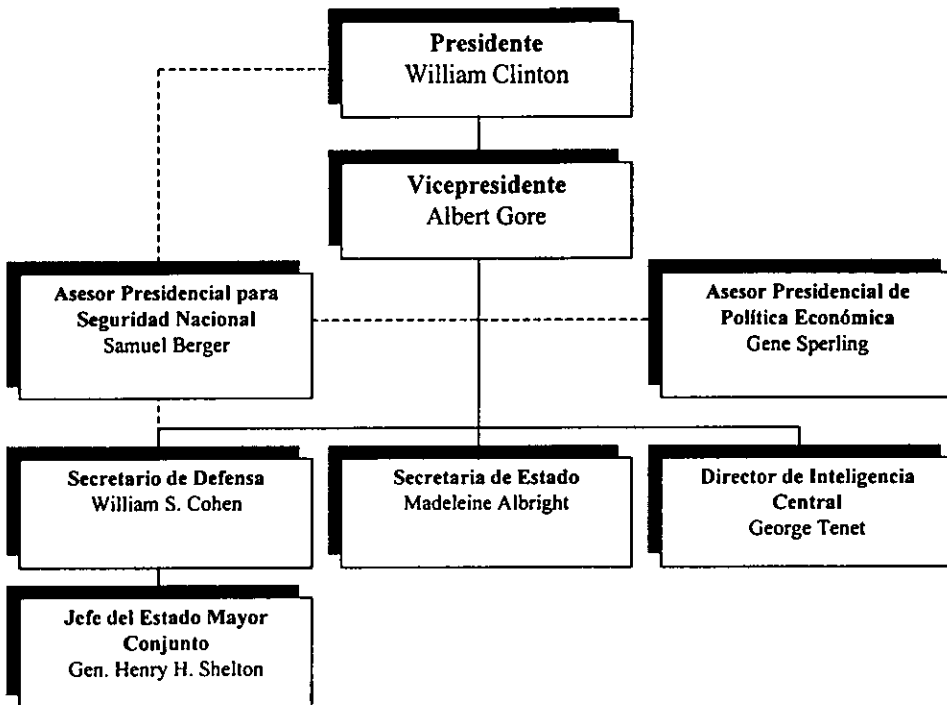 Presidente
William Clinton
Vicepresidente
Albert Gore
Asesor Presidencial para
Seguridad Nacional
Samuel Berger
Asesor Presidencial de
Política Económica
Gene Sperling
Secretario de Defensa
William S. Cohen
Secretaria de Estado
Madeleine Albright
Director de Inteligencia
Central
George Tenet
Jefe del Estado Mayor
Conjunto
Gen. Henry H. Shelton